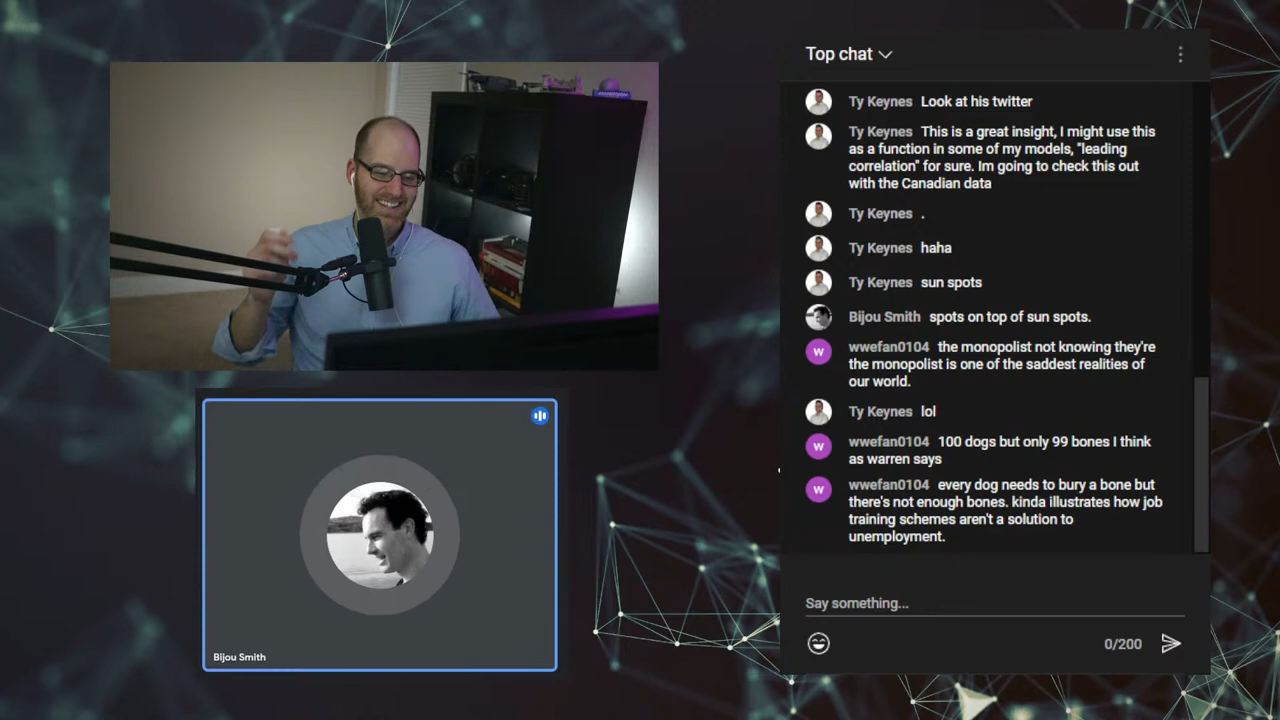 Top chat
Ty Keynes Look at his twitter
Ty Keynes This is a great insight, I might use this
as a function in some of my models, "leading
correlation" for sure. Im going to check this out
with the Canadian data
Ty Keynes .
Ty Keynes haha
Ty Keynes sun spots
Bijou Smith spots on top of sun spots.
W wwefan0104 the monopolist not knowing they're
the monopolist is one of the saddest realities of
our world.
Ty Keynes lol
W wwefan0104 100 dogs but only 99 bones I think
as warren says
W wwefan0104 every dog needs to bury a bone but
there's not enough bones. kinda illustrates how job
training schemes aren't a solution to
unemployment.
Say something...
0/200
Bijou Smith